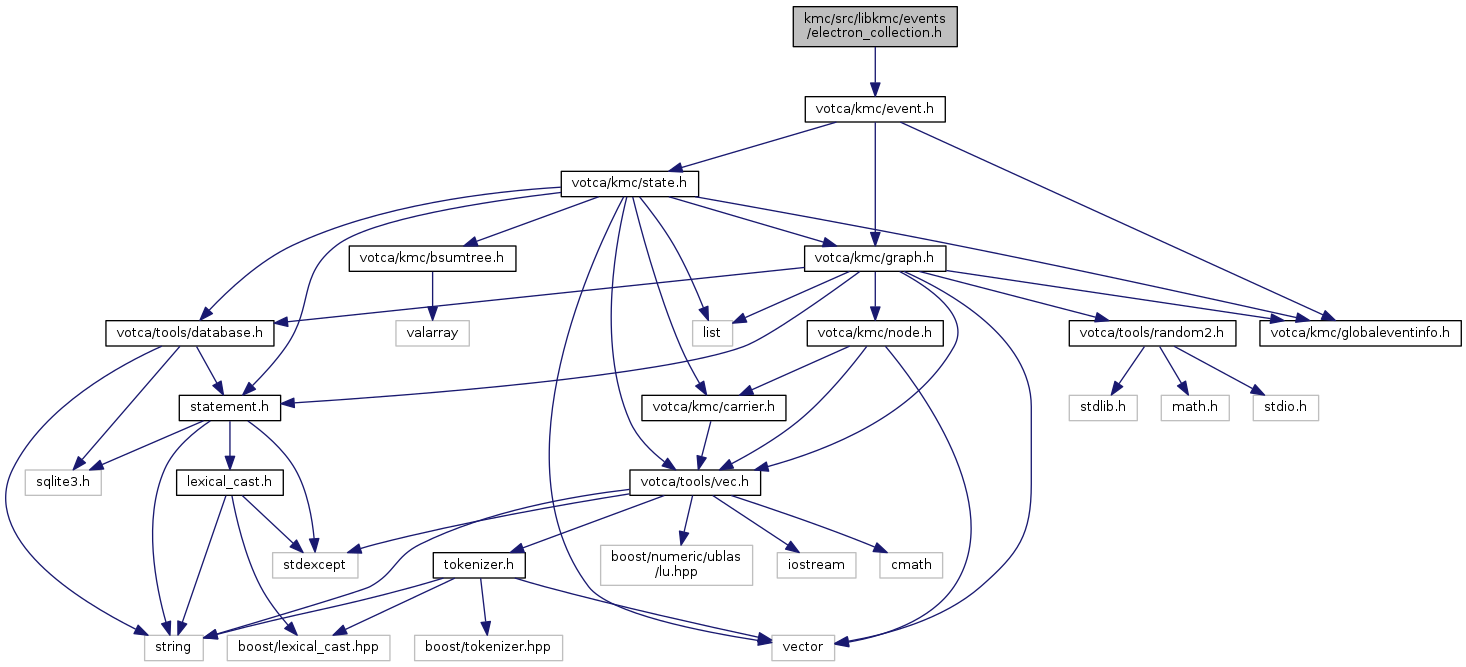 kmc/src/libkmc/events
/electron_collection.h
votca/kmc/event.h
votca/kmc/state.h
votca/kmc/bsumtree.h
votca/kmc/graph.h
votca/tools/database.h
valarray
list
votca/kmc/node.h
votca/tools/random2.h
votca/kmc/globaleventinfo.h
statement.h
votca/kmc/carrier.h
stdlib.h
math.h
stdio.h
sqlite3.h
lexical_cast.h
votca/tools/vec.h
stdexcept
tokenizer.h
boost/numeric/ublas
/lu.hpp
iostream
cmath
string
boost/lexical_cast.hpp
boost/tokenizer.hpp
vector